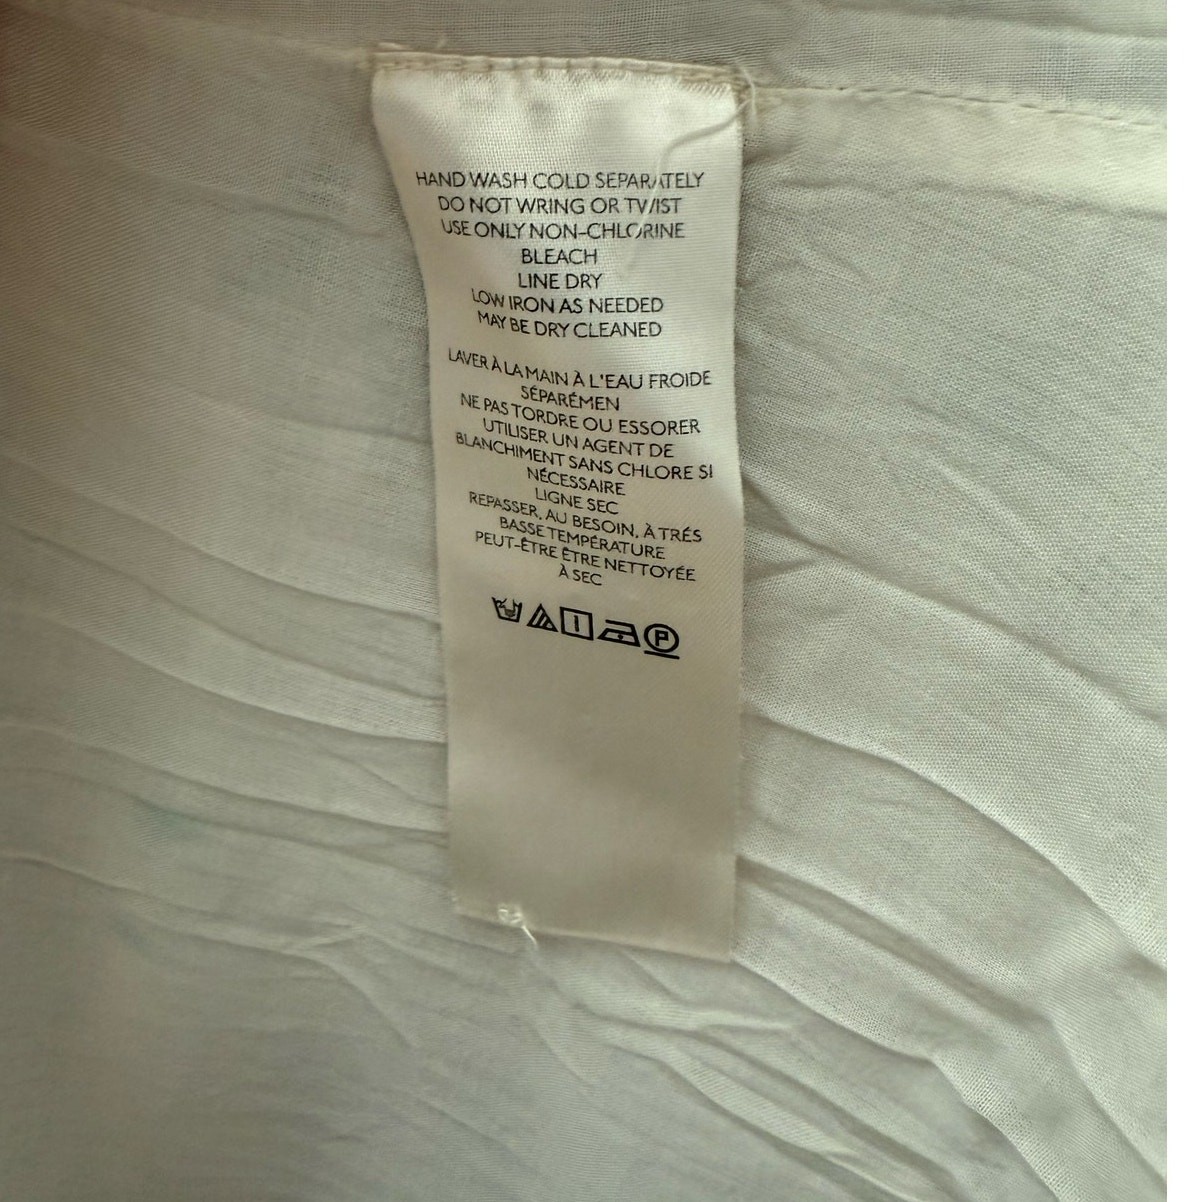 HAND WASH COLD SEPARATELY
DO NOT WRING OR TWIST
USE ONLY NON-CHLORINE
BLEACH
LINE DRY
LOW IRON AS NEEDED
MAY BE DRY CLEANED
LAVER À LA MAIN À L'EAU FROIDE
SÉPARÉMEN
NE PAS TORDRE OU ESSORER
UTILISER UN AGENT DE
BLANCHIMENT SANS CHLORE SI
NÉCESSAIRE
LIGNE SEC
REPASSER, AU BESOIN, À TRÉS
BASSE TEMPÉRATURE
PEUT-ÊTRE ÊTRE NETTOYÉE
À SEC
P